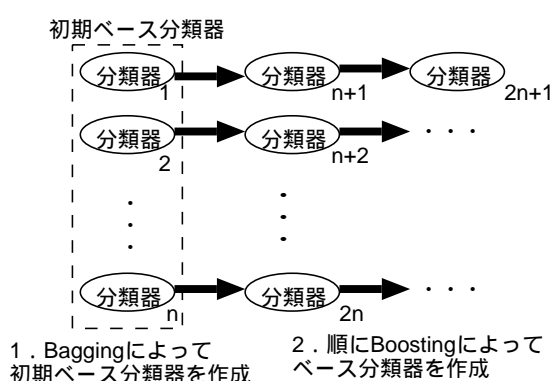 初期ベース分類器
分類器 1 分類器 n+1 分類器 2n+1
分類器 2 分類器 n+2 ・・・
分類器 n 分類器 2n ・・・
1．Baggingによって
初期ベース分類器を作成
2．順にBoostingによって
ベース分類器を作成